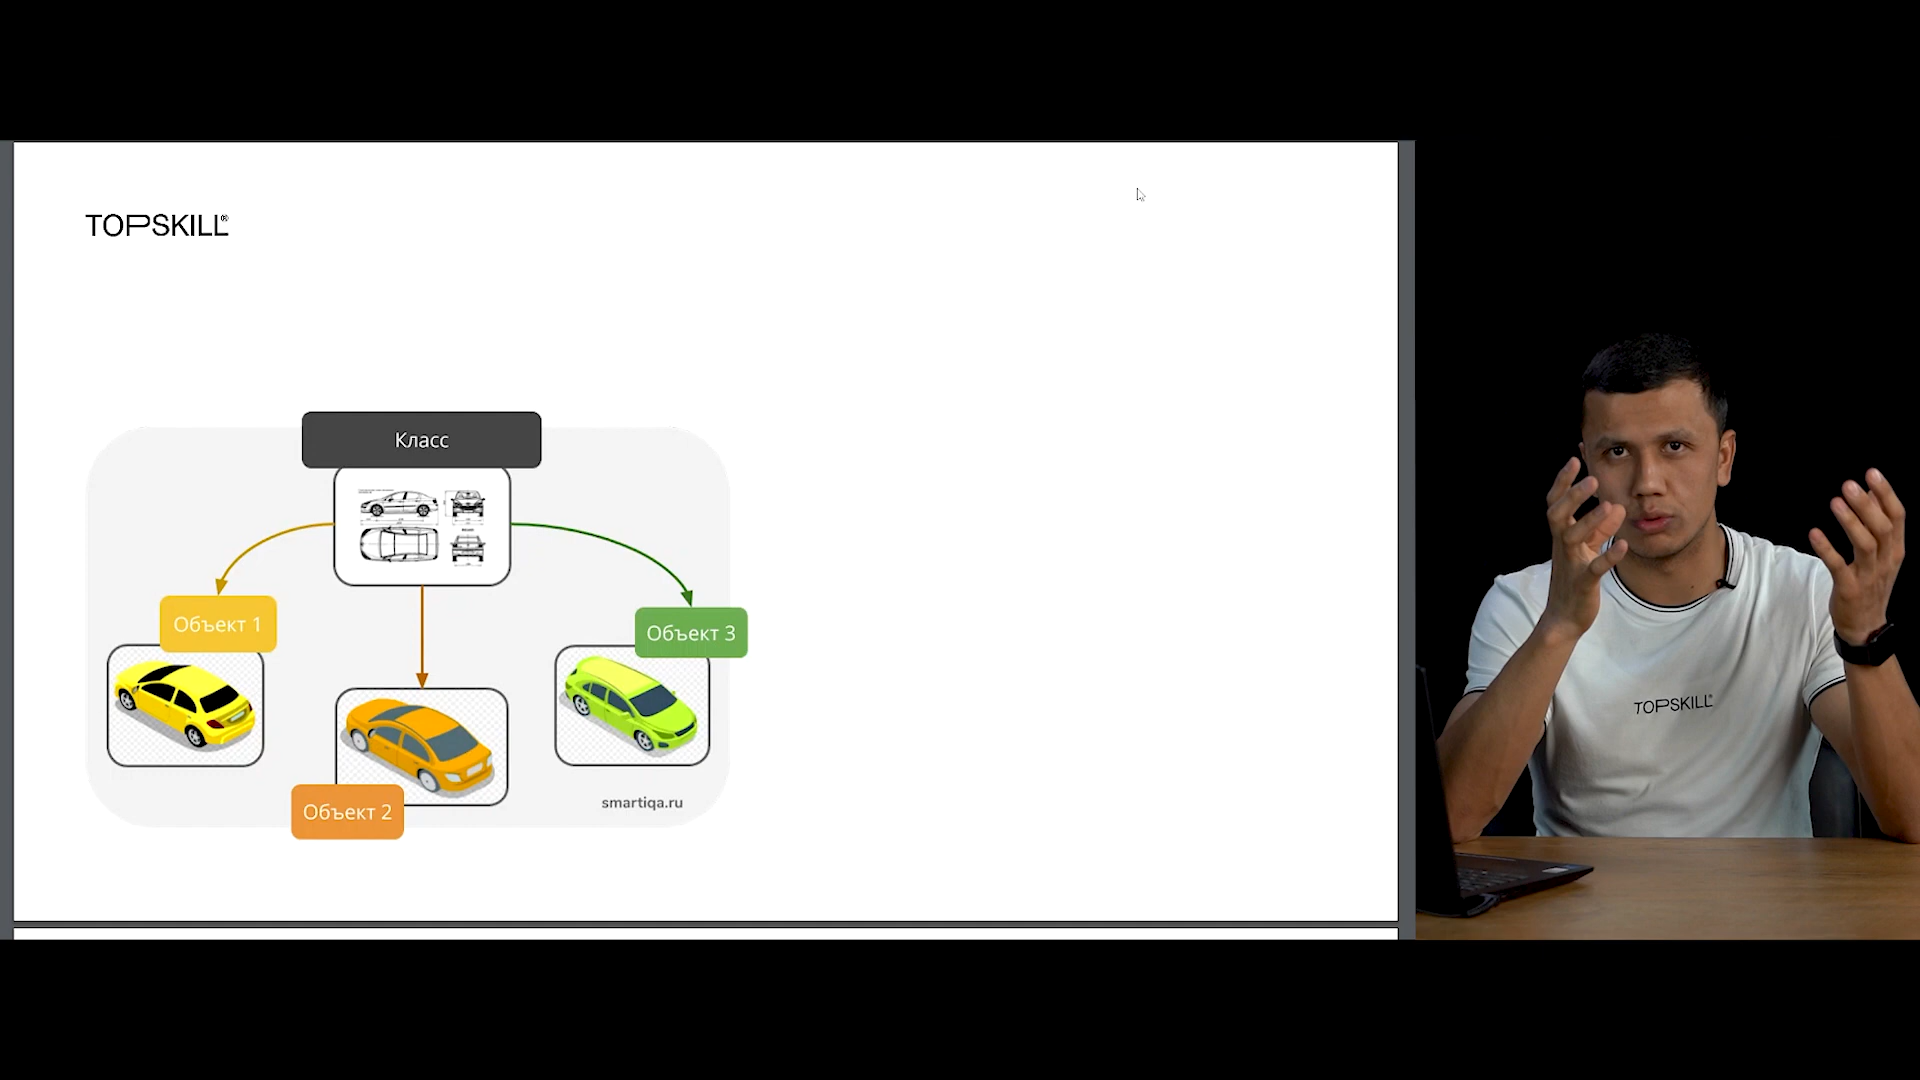 TOPSKILL®
Класс
Объект 1
Объект 3
Объект 2
smartiqa.ru
TOPSKILL®